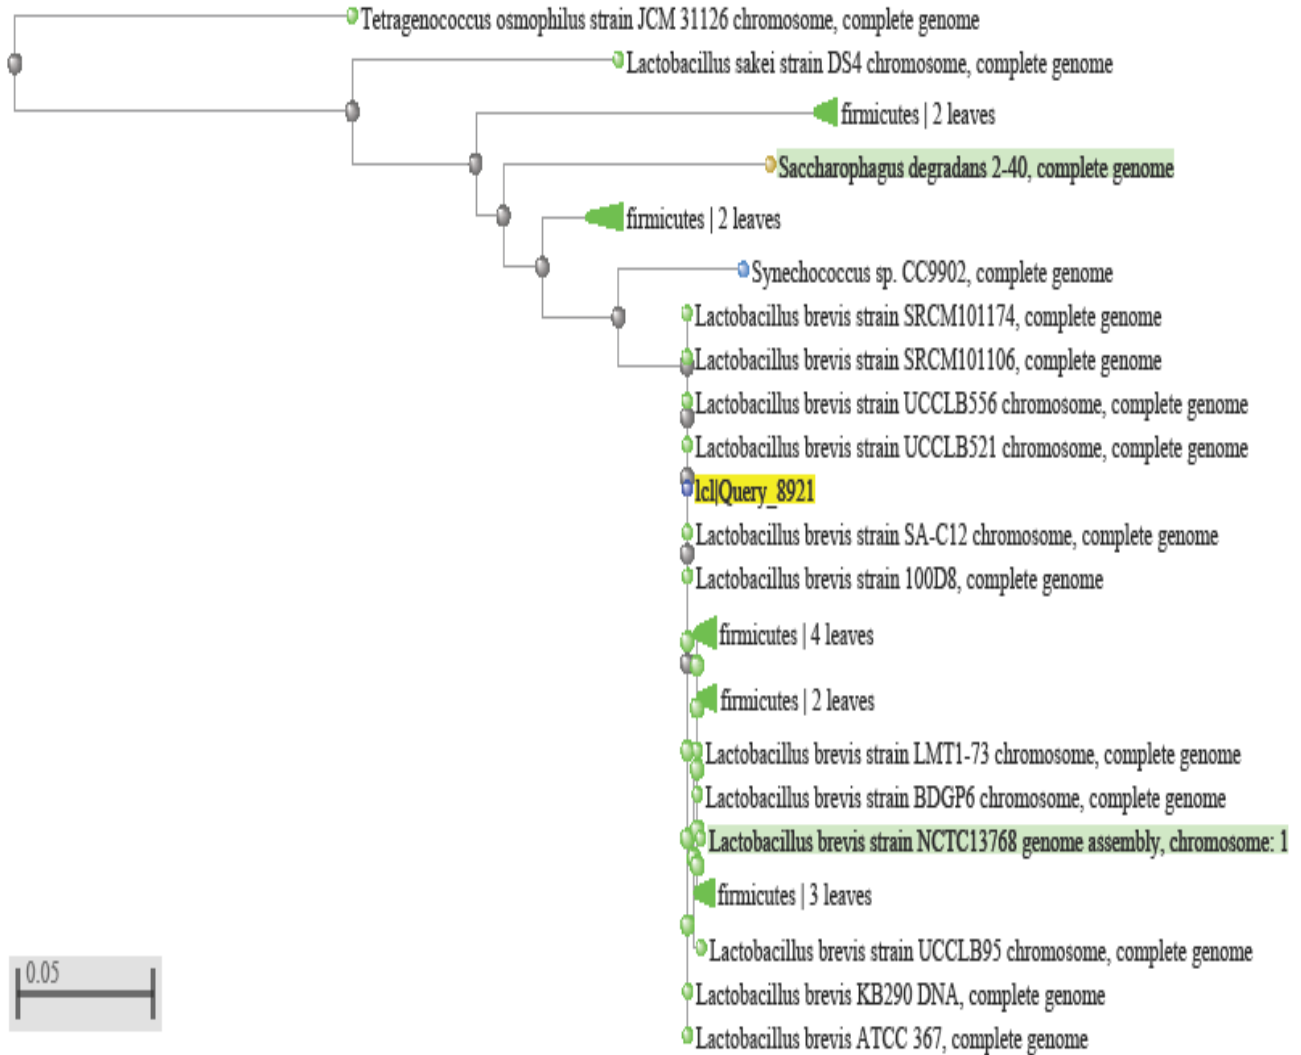 Tetragenococcus osmophilus strain JCM 31126 chromosome, complete genome
Lactobacillus sakei strain DS4 chromosome, complete genome
firmicutes | 2 leaves
Saccharophagus degradans 2-40, complete genome
firmicutes | 2 leaves
Synechococcus sp. CC9902, complete genome
Lactobacillus brevis strain SRCM101174, complete genome
Lactobacillus brevis strain SRCM101106, complete genome
Lactobacillus brevis strain UCCLB556 chromosome, complete genome
Lactobacillus brevis strain UCCLB521 chromosome, complete genome
lcl|Query_8921
Lactobacillus brevis strain SA-C12 chromosome, complete genome
Lactobacillus brevis strain 100D8, complete genome
firmicutes | 4 leaves
firmicutes | 2 leaves
Lactobacillus brevis strain LMT1-73 chromosome, complete genome
Lactobacillus brevis strain BDGP6 chromosome, complete genome
Lactobacillus brevis strain NCTC13768 genome assembly, chromosome: 1
firmicutes | 3 leaves
Lactobacillus brevis strain UCCLB95 chromosome, complete genome
Lactobacillus brevis KB290 DNA, complete genome
Lactobacillus brevis ATCC 367, complete genome
0.05